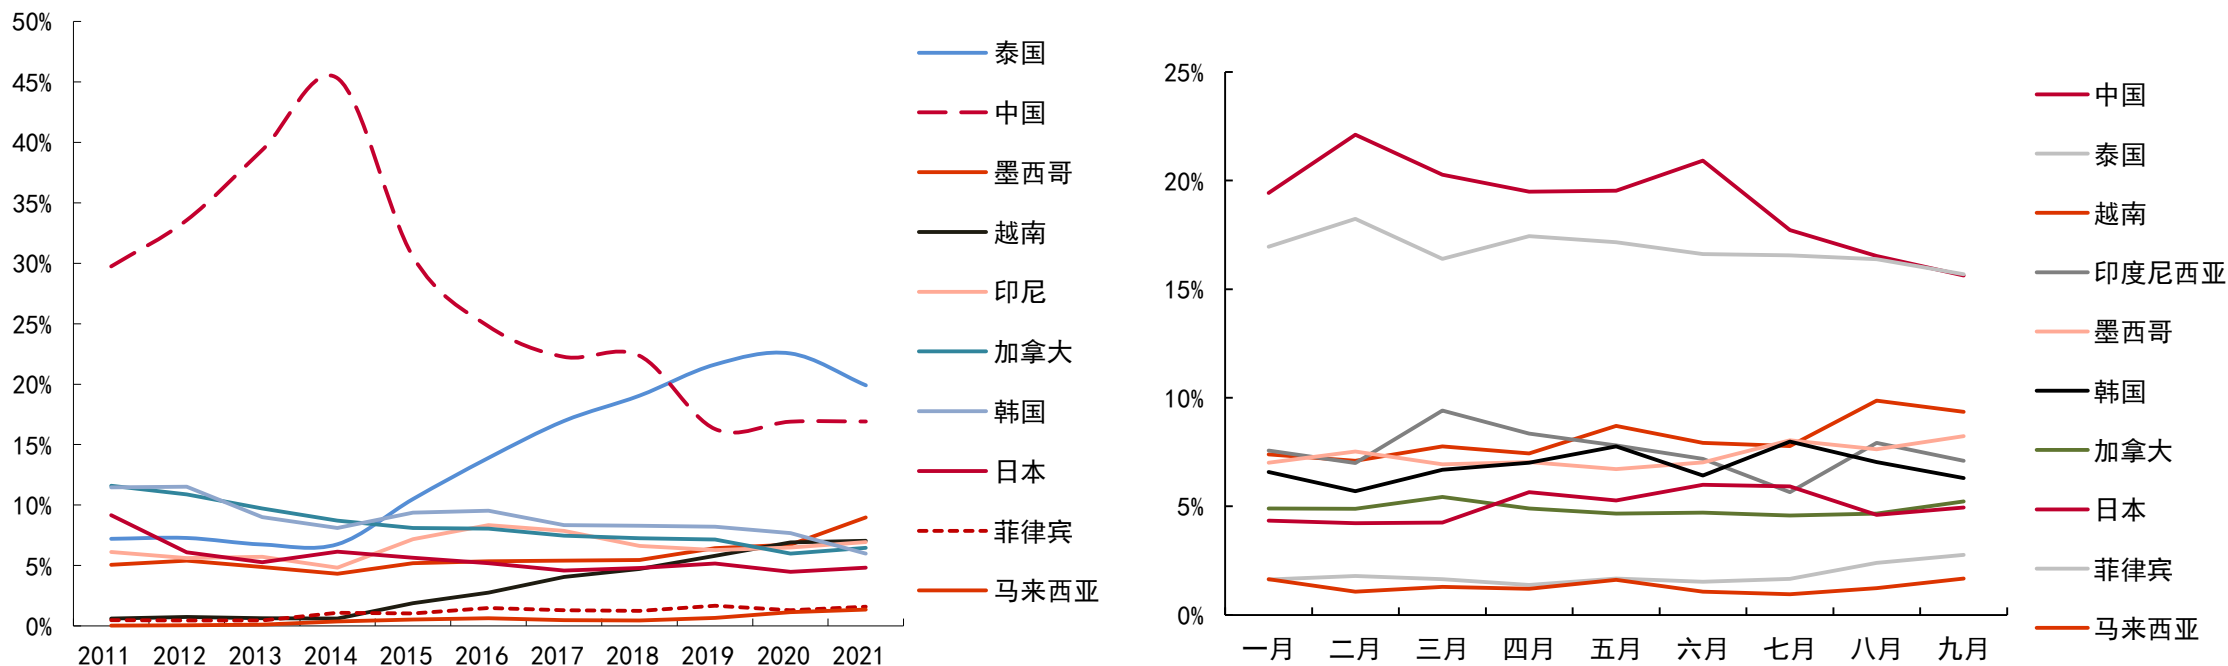 50%
45%
40%
35%
30%
25%
20%
15%
10%
5%
0%
2011 2012 2013 2014 2015 2016 2017 2018 2019 2020 2021
泰国
中国
墨西哥
越南
印尼
加拿大
韩国
日本
菲律宾
马来西亚
25%
20%
15%
10%
5%
0%
一月 二月 三月 四月 五月 六月 七月 八月 九月
中国
泰国
越南
印度尼西亚
墨西哥
韩国
加拿大
日本
菲律宾
马来西亚